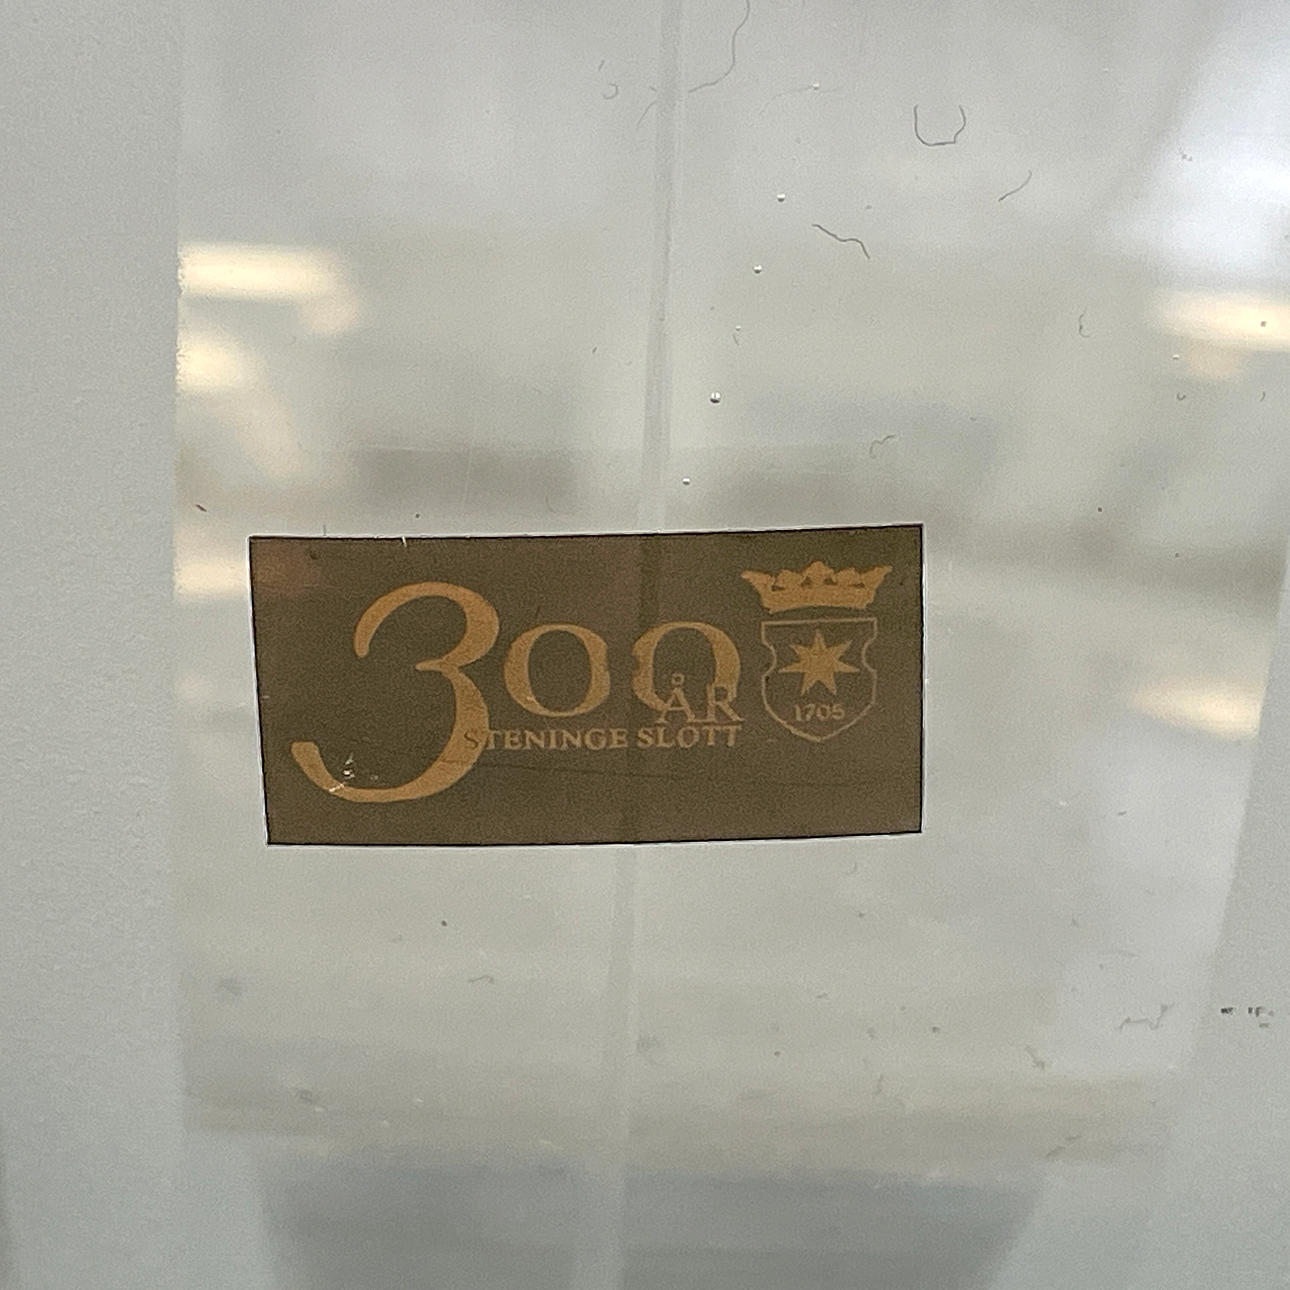 300
ÅR
STENINGE SLOTT
1705